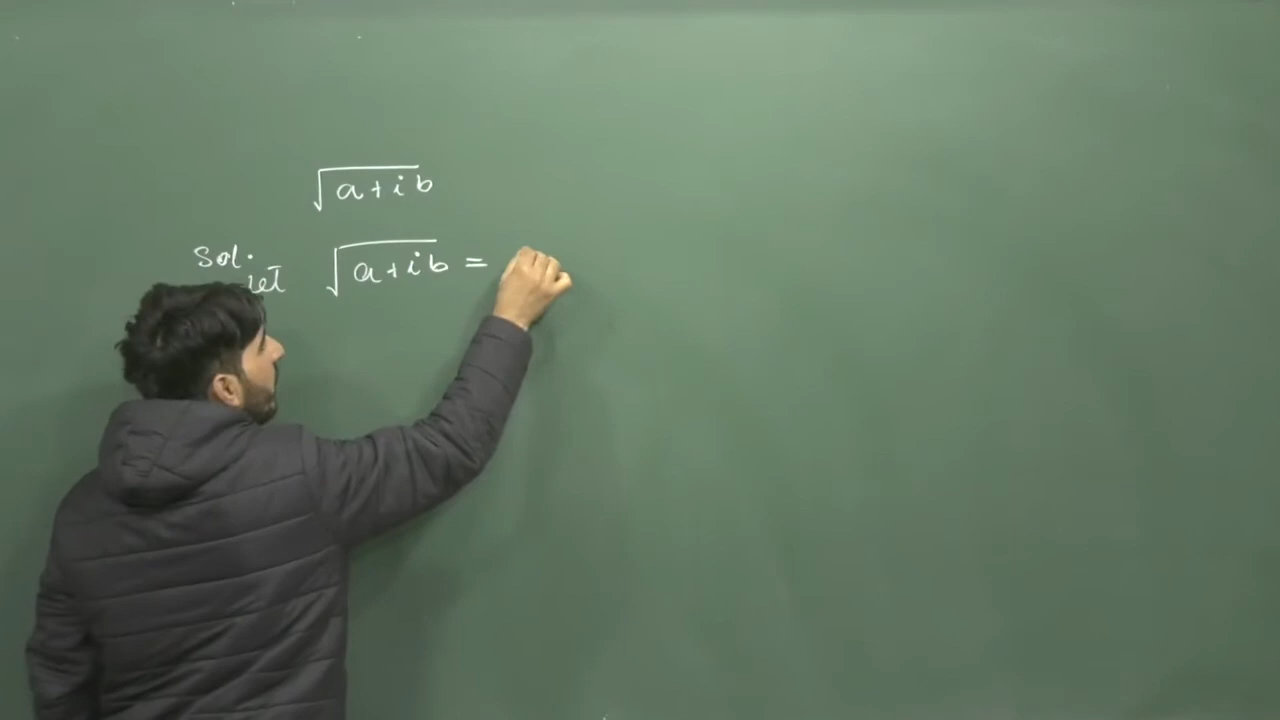 √a+ib
Sol.
let √a+ib =